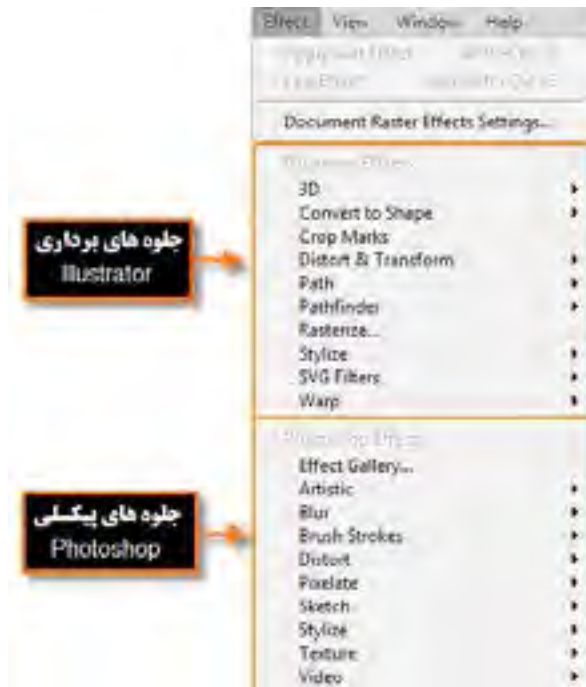 Effect View Window Help
Document Raster Effects Settings...
3D
Convert to Shape
Crop Marks
Distort & Transform
Path
Pathfinder
Rasterize...
Stylize
SVG Filters
Warp
جلوه های برداری
Illustrator
Effect Gallery...
Artistic
Blur
Brush Strokes
Distort
Pixelate
Sketch
Stylize
Texture
Video
جلوه های پیکسلی
Photoshop